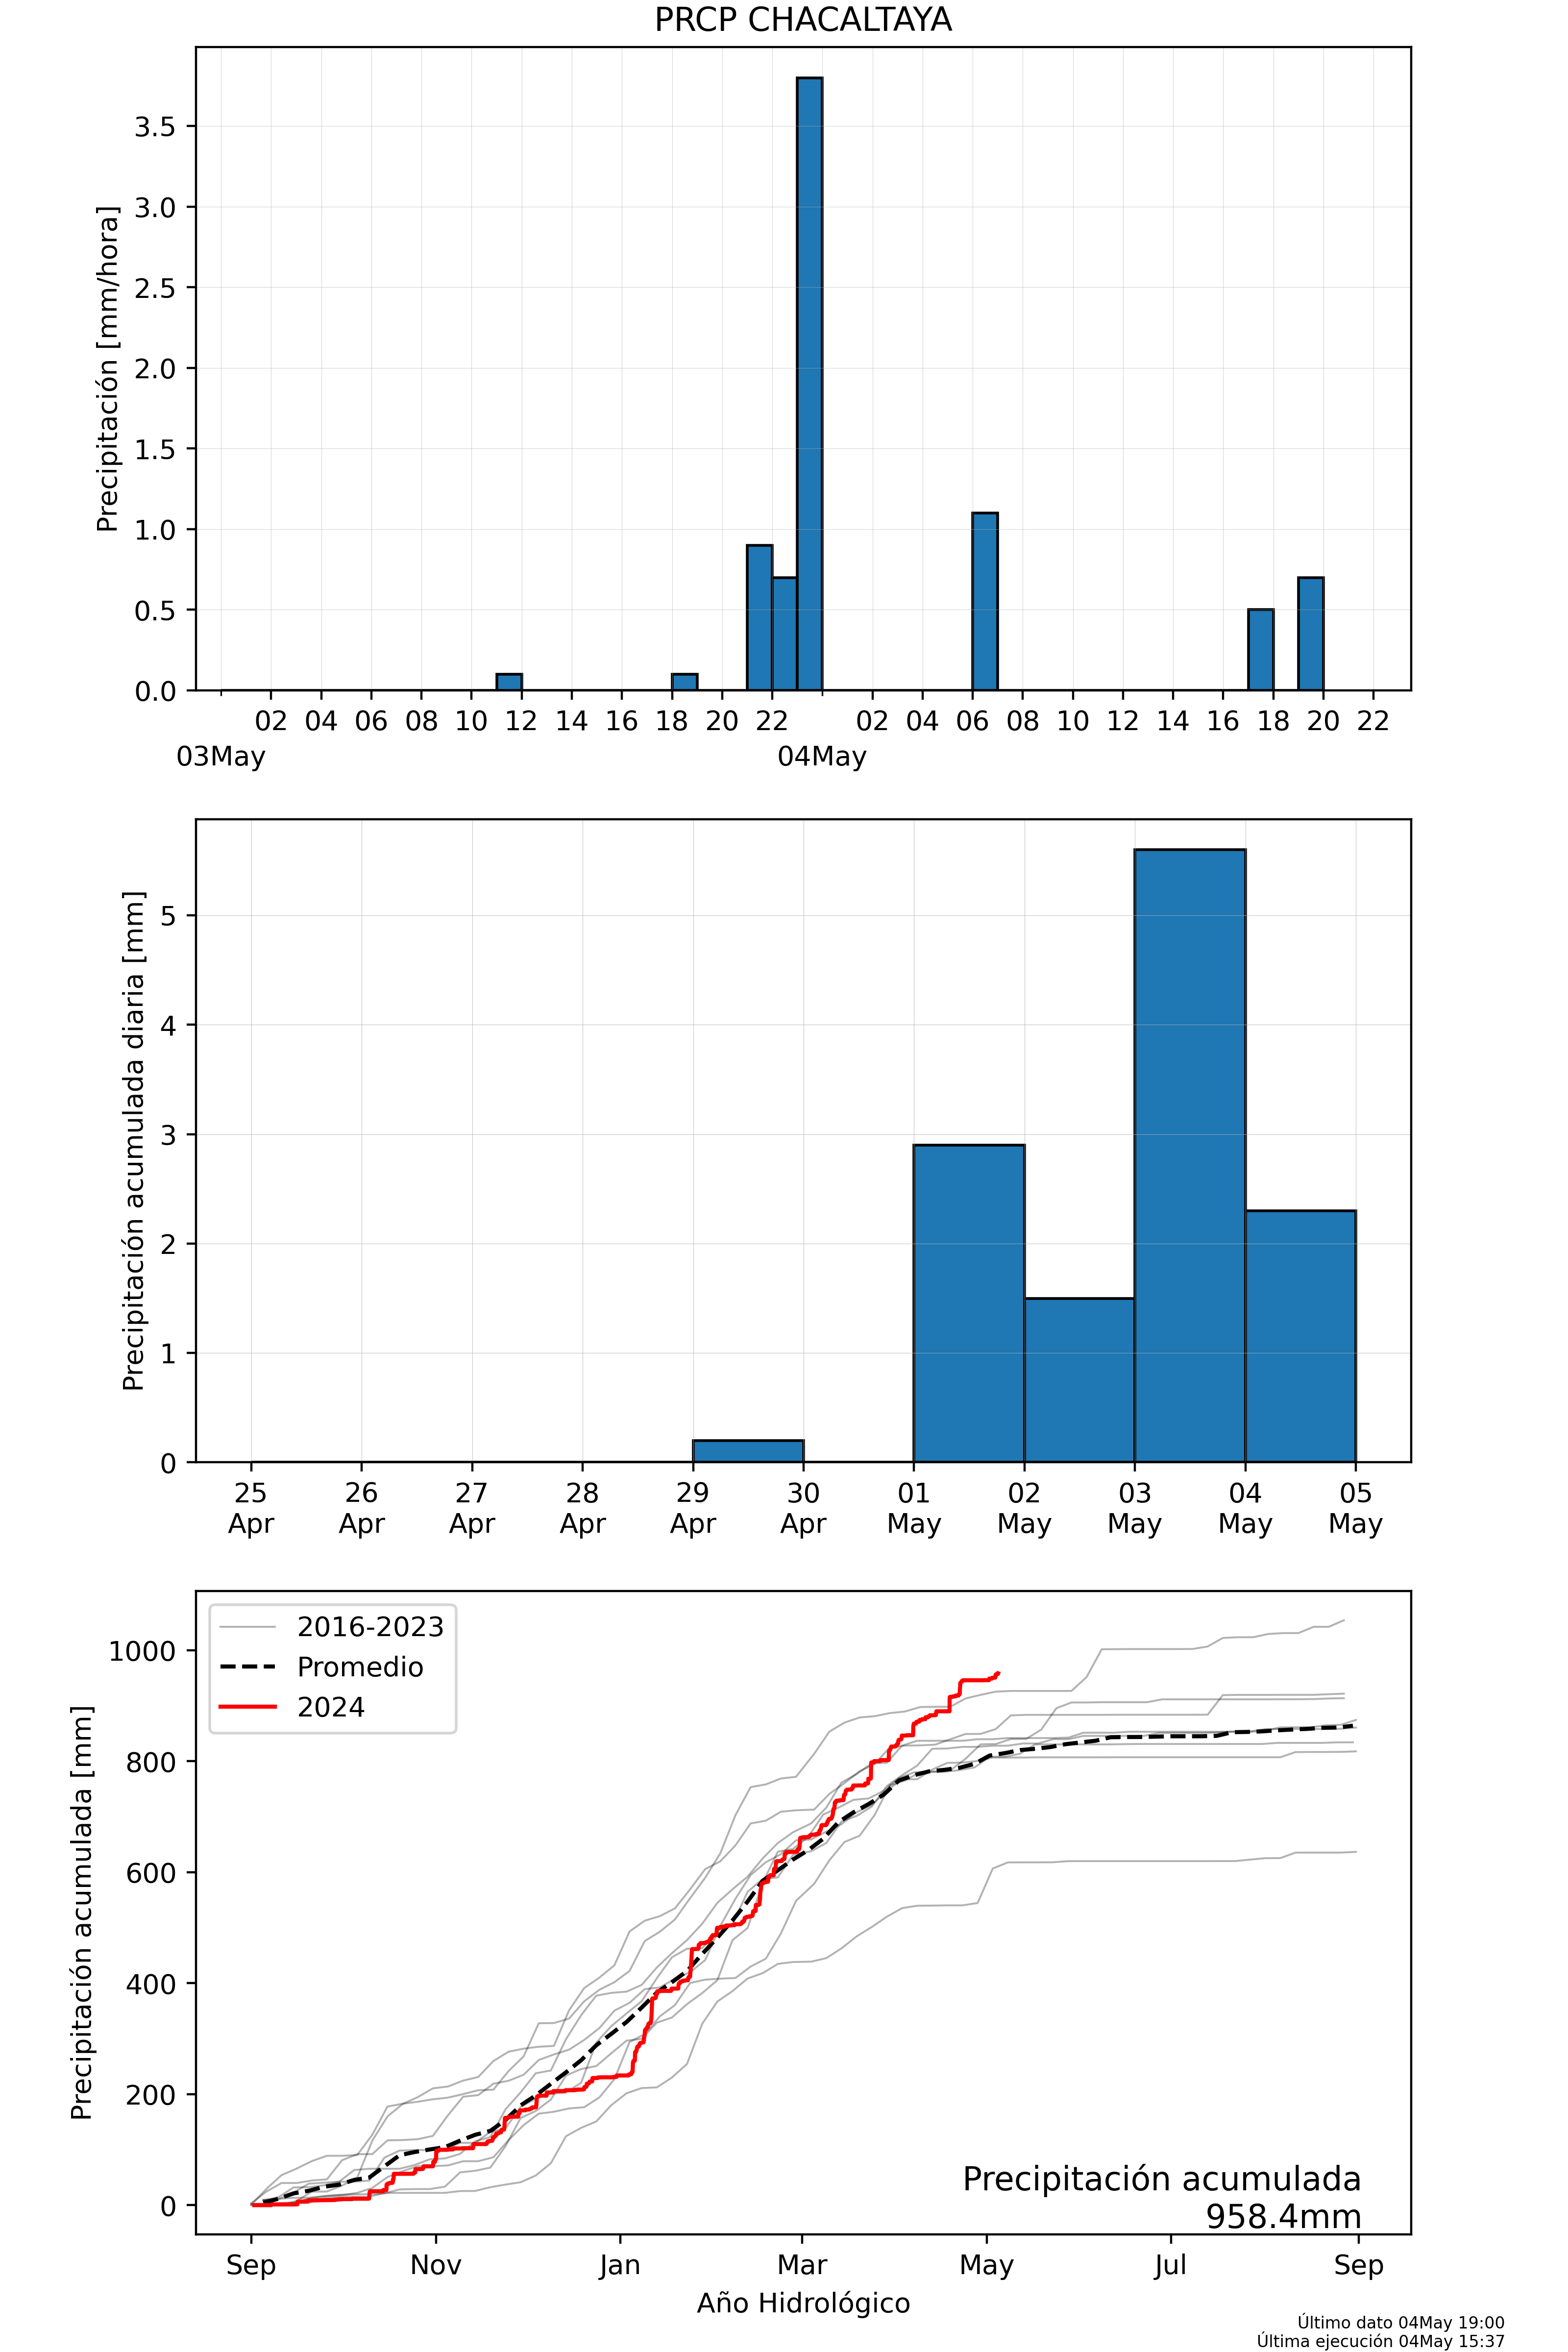 PRCP CHACALTAYA
Precipitación [mm/hora]
3.5
3.0
2.5
2.0
1.5
1.0
0.5
0.0
02 04 06 08 10 12 14 16 18 20 22 02 04 06 08 10 12 14 16 18 20 22
03May 04May
Precipitación acumulada diaria [mm]
5
4
3
2
1
0
25 26 27 28 29 30 01 02 03 04 05
Apr Apr Apr Apr Apr Apr May May May May May
Precipitación acumulada [mm]
1000
800
600
400
200
0
2016-2023
Promedio
2024
Precipitación acumulada
958.4mm
Sep Nov Jan Mar May Jul Sep
Año Hidrológico
Último dato 04May 19:00
Última ejecución 04May 15:37